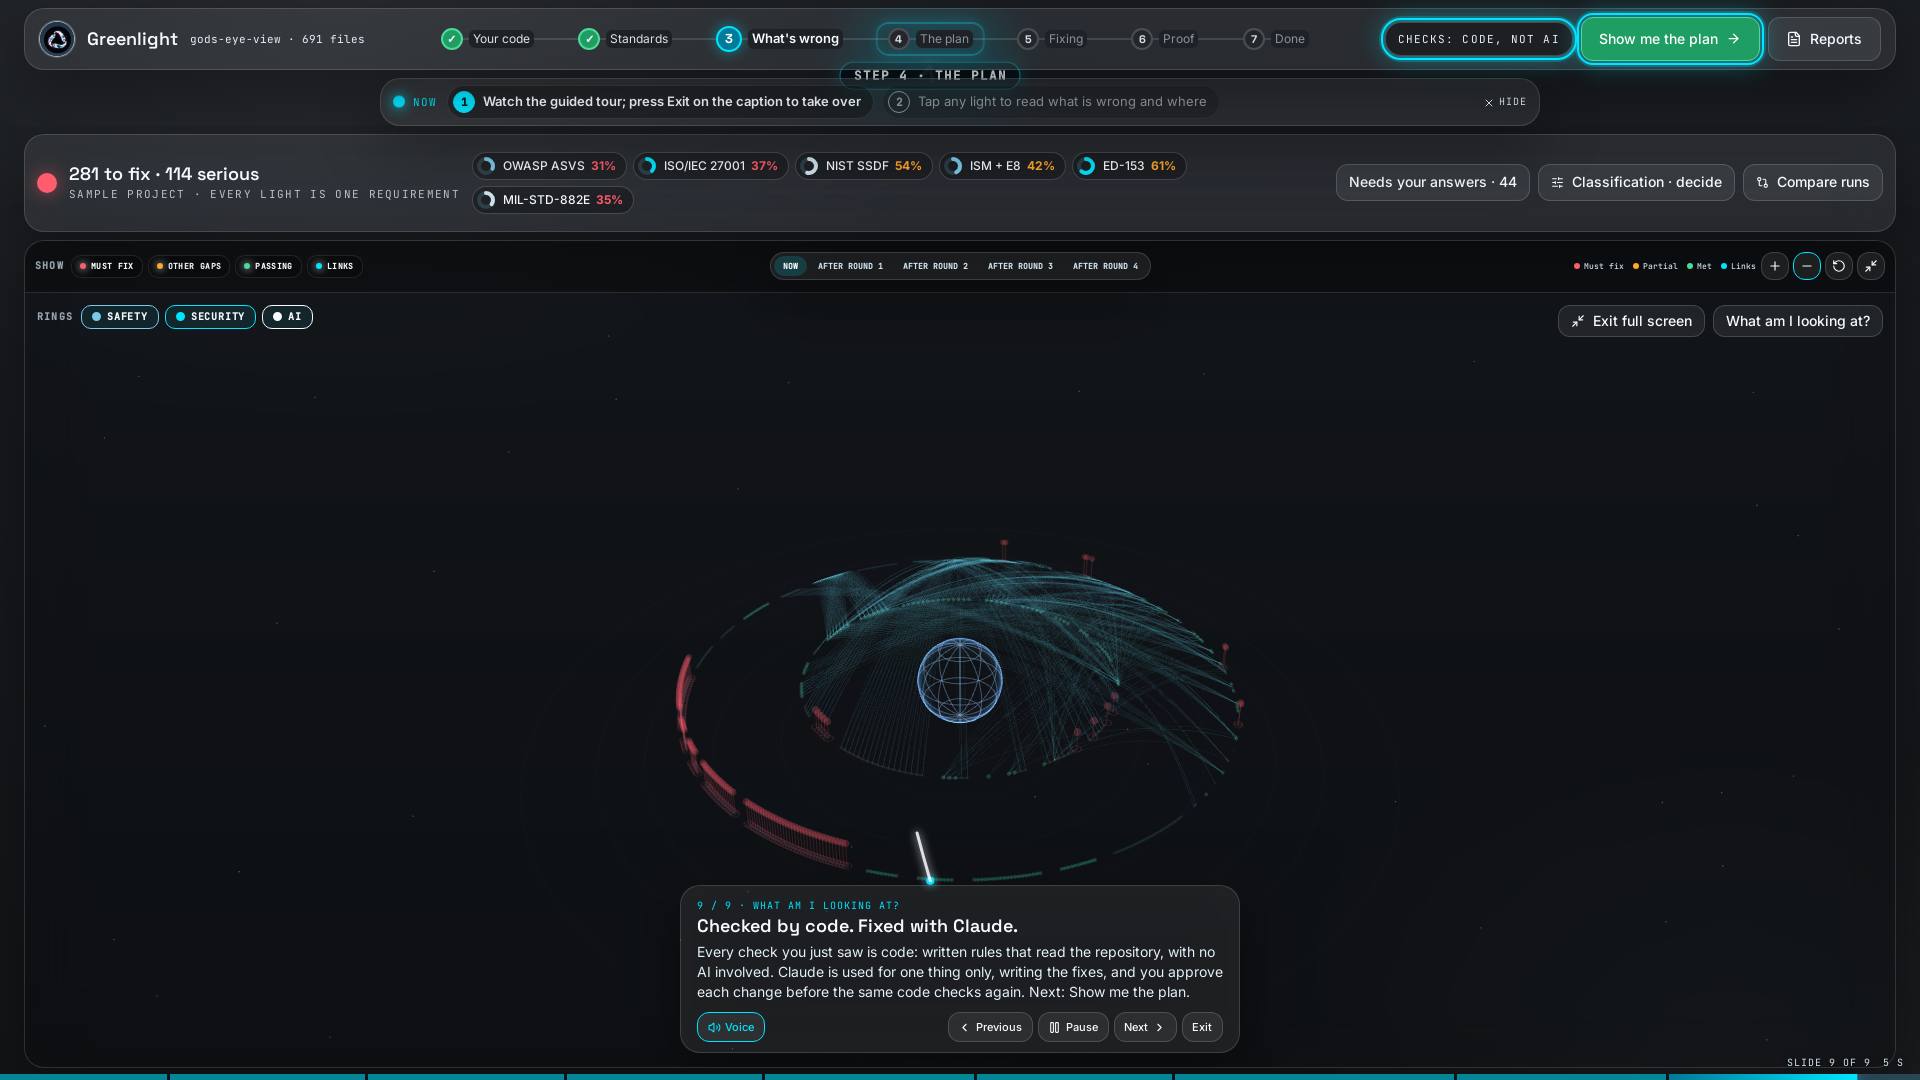 Greenlight gods-eye-view · 691 files
✓ Your code ✓ Standards 3 What's wrong 4 The plan 5 Fixing 6 Proof 7 Done
CHECKS: CODE, NOT AI Show me the plan → Reports
STEP 4 · THE PLAN
NOW 1 Watch the guided tour; press Exit on the caption to take over 2 Tap any light to read what is wrong and where × HIDE
281 to fix · 114 serious
SAMPLE PROJECT · EVERY LIGHT IS ONE REQUIREMENT
OWASP ASVS 31% ISO/IEC 27001 37% NIST SSDF 54% ISM + E8 42% ED-153 61%
MIL-STD-882E 35%
Needs your answers · 44 Classification · decide Compare runs
SHOW MUST FIX OTHER GAPS PASSING LINKS
NOW AFTER ROUND 1 AFTER ROUND 2 AFTER ROUND 3 AFTER ROUND 4
Must fix Partial Met Links
RINGS SAFETY SECURITY AI
Exit full screen What am I looking at?
9 / 9 · WHAT AM I LOOKING AT?
Checked by code. Fixed with Claude.
Every check you just saw is code: written rules that read the repository, with no
AI involved. Claude is used for one thing only, writing the fixes, and you approve
each change before the same code checks again. Next: Show me the plan.
Voice Previous Pause Next Exit
SLIDE 9 OF 9 5 S